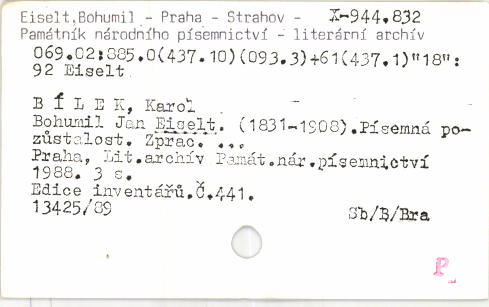 Eiselt,Bohumil - Praha - Strahov - X-944.832
Památník národního písemnictví - literární archív
069.02:885.0(437.10)(093.3)+61(437.1)"18":
92 Eiselt
B Í L E K, Karol
Bohumil Jan Eiselt. (1831-1908).Písemná po-
zůstalost. Zprac. ...
Praha, Lit.archív Památ.nár.písemnictví
1988. 3 s.
Edice inventářů.Č.441.
13425/89 Sb/B/Bra
P